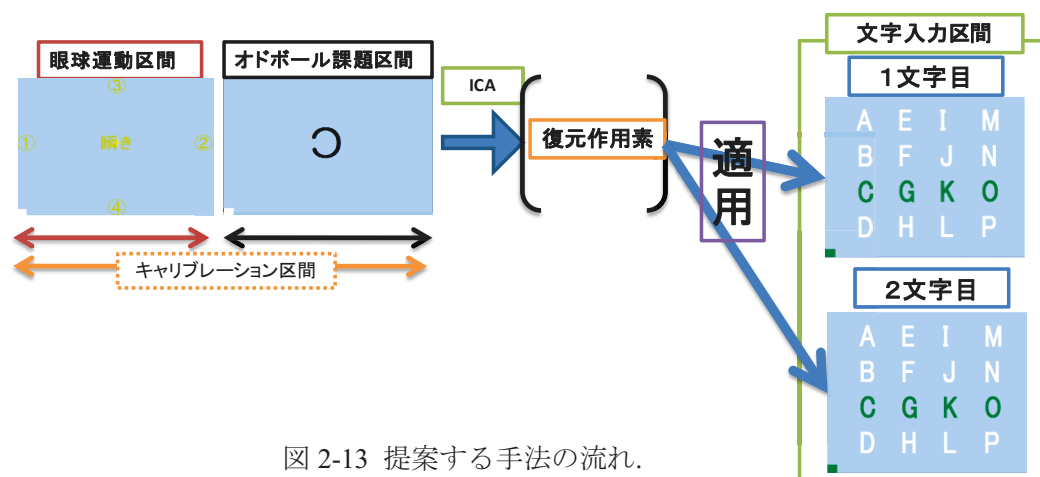 眼球運動区間
③
①
瞬き
②
④
オドボール課題区間
C
キャリブレーション区間
ICA
復元作用素
適用
文字入力区間
1文字目
A E I M
B F J N
C G K O
D H L P
2文字目
A E I M
B F J N
C G K O
D H L P
図 2-13 提案する手法の流れ.